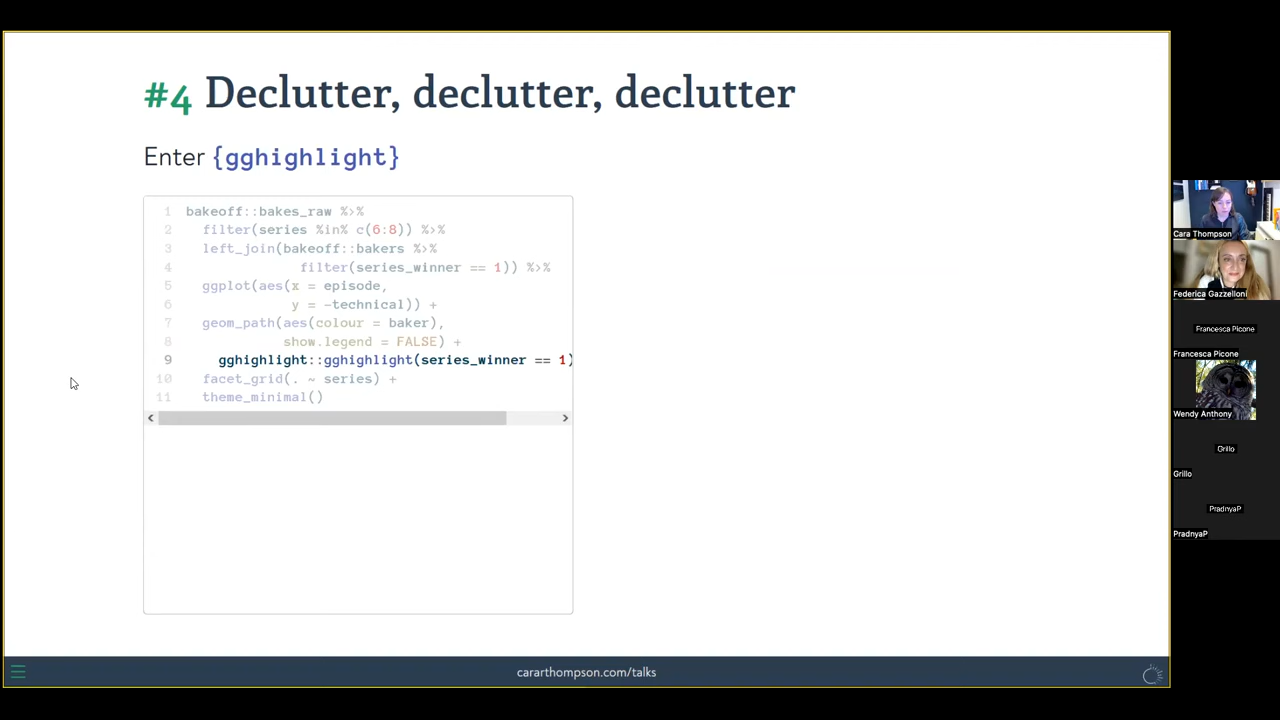 #4 Declutter, declutter, declutter
Enter {gghighlight}
1 bakeoff::bakes_raw %>%
2 filter(series %in% c(6:8)) %>%
3 left_join(bakeoff::bakers %>%
4 filter(series_winner == 1)) %>%
5 ggplot(aes(x = episode,
6 y = -technical)) +
7 geom_path(aes(colour = baker),
8 show.legend = FALSE) +
9 gghighlight::gghighlight(series_winner == 1)
10 facet_grid(. ~ series) +
11 theme_minimal()
cararthompson.com/talks
Cara Thompson
Federica Gazzelloni
Francesca Picone
Francesca Picone
Wendy Anthony
Grillo
Grillo
PradnyaP
PradnyaP